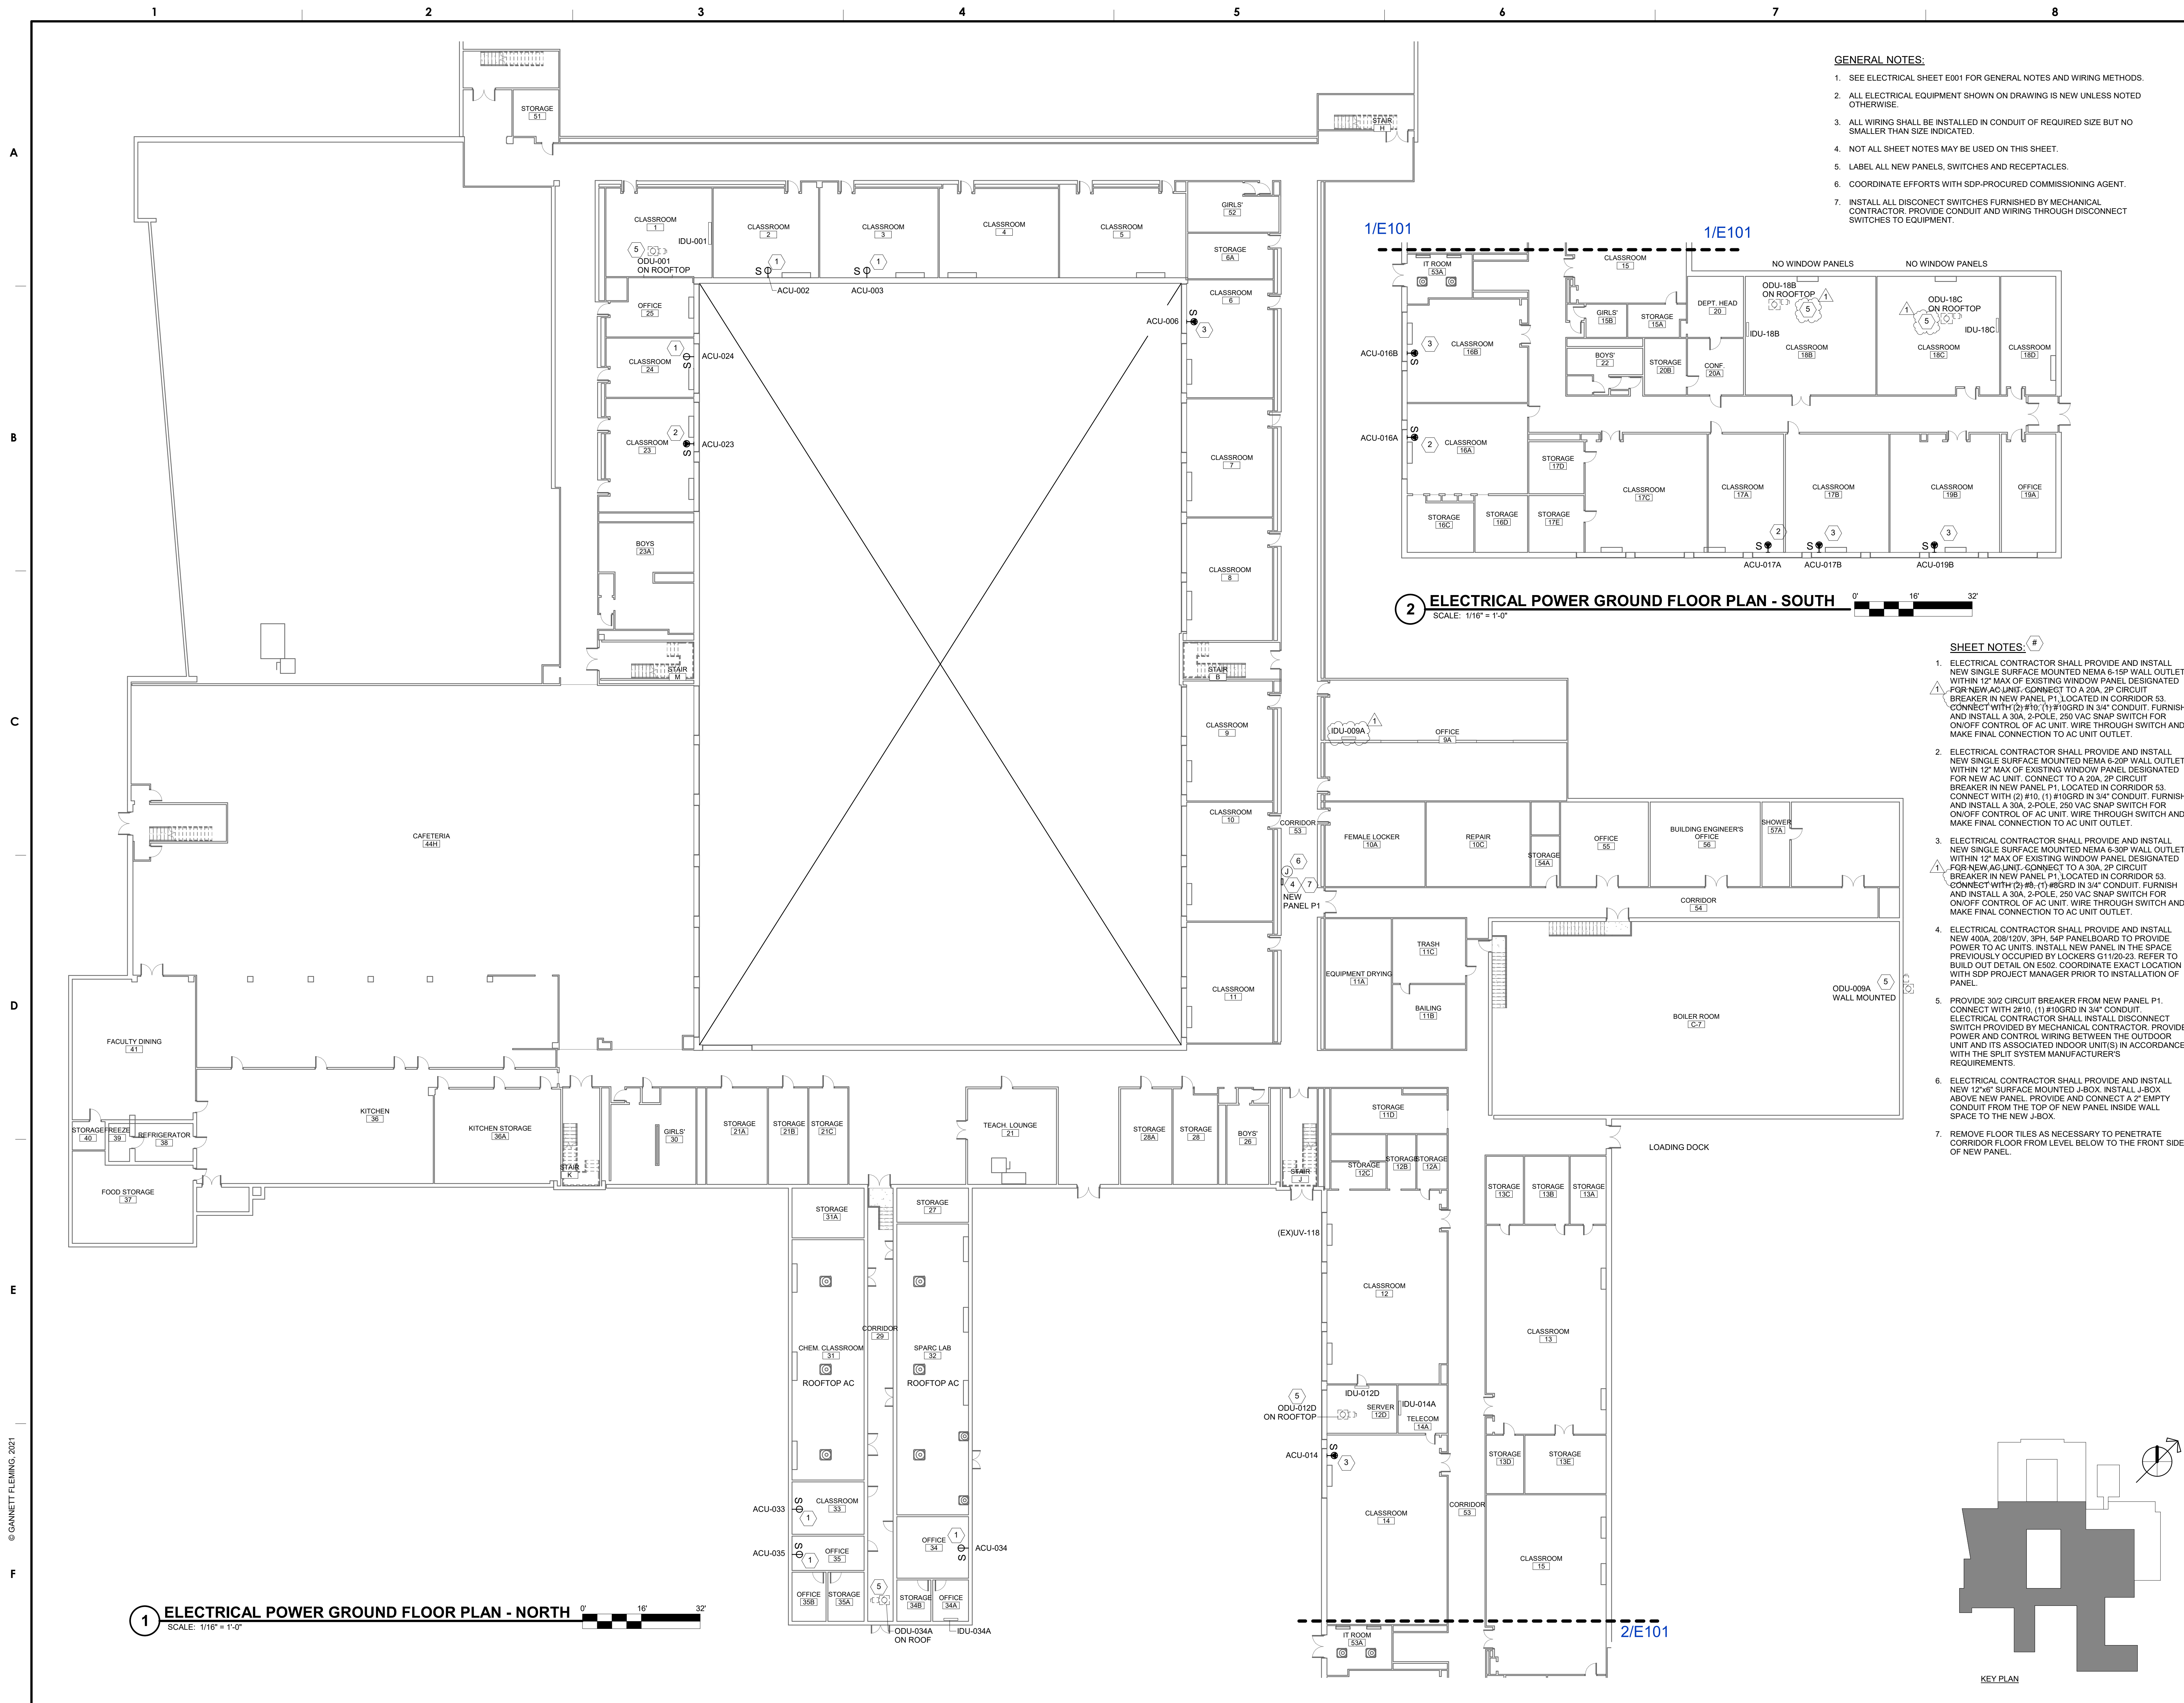 1 2 3 4 5 6 7 8
A
B
C
D
E
F
© GANNETT FLEMING, 2021
GENERAL NOTES:
1. SEE ELECTRICAL SHEET E001 FOR GENERAL NOTES AND WIRING METHODS.
2. ALL ELECTRICAL EQUIPMENT SHOWN ON DRAWING IS NEW UNLESS NOTED
OTHERWISE.
3. ALL WIRING SHALL BE INSTALLED IN CONDUIT OF REQUIRED SIZE BUT NO
SMALLER THAN SIZE INDICATED.
4. NOT ALL SHEET NOTES MAY BE USED ON THIS SHEET.
5. LABEL ALL NEW PANELS, SWITCHES AND RECEPTACLES.
6. COORDINATE EFFORTS WITH SDP-PROCURED COMMISSIONING AGENT.
7. INSTALL ALL DISCONECT SWITCHES FURNISHED BY MECHANICAL
CONTRACTOR. PROVIDE CONDUIT AND WIRING THROUGH DISCONNECT
SWITCHES TO EQUIPMENT.
STORAGE
51
STAIR
H
CLASSROOM
1
IDU-001
5
ODU-001
ON ROOFTOP
CLASSROOM
2
S
1
ACU-002
CLASSROOM
3
S
1
ACU-003
CLASSROOM
4
CLASSROOM
5
GIRLS'
52
STORAGE
6A
CLASSROOM
6
ACU-006
S
3
OFFICE
25
CLASSROOM
24
1
S
ACU-024
CLASSROOM
23
2
S
ACU-023
BOYS
23A
STAIR
M
CLASSROOM
7
CLASSROOM
8
STAIR
B
CLASSROOM
9
CLASSROOM
10
CLASSROOM
11
CORRIDOR
53
6
J
4
7
NEW
PANEL P1
IDU-009A
1
OFFICE
9A
FEMALE LOCKER
10A
REPAIR
10C
STORAGE
54A
OFFICE
55
BUILDING ENGINEER'S
OFFICE
56
SHOWER
57A
CORRIDOR
54
EQUIPMENT DRYING
11A
TRASH
11C
BAILING
11B
BOILER ROOM
C-7
ODU-009A
WALL MOUNTED
5
LOADING DOCK
CAFETERIA
44H
FACULTY DINING
41
STORAGE
40
FREEZE
39
REFRIGERATOR
38
FOOD STORAGE
37
KITCHEN
36
KITCHEN STORAGE
36A
STAIR
K
GIRLS'
30
STORAGE
21A
STORAGE
21B
STORAGE
21C
TEACH. LOUNGE
21
STORAGE
28A
STORAGE
28
BOYS'
26
STAIR
J
STORAGE
11D
STORAGE
12C
STORAGE
12B
STORAGE
12A
STORAGE
13C
STORAGE
13B
STORAGE
13A
STORAGE
31A
STORAGE
27
CORRIDOR
29
CHEM. CLASSROOM
31
ROOFTOP AC
SPARC LAB
32
ROOFTOP AC
(EX)UV-118
CLASSROOM
12
CLASSROOM
13
5
ODU-012D
ON ROOFTOP
IDU-012D
SERVER
12D
IDU-014A
TELECOM
14A
ACU-014
S
3
STORAGE
13D
STORAGE
13E
CLASSROOM
14
CORRIDOR
53
CLASSROOM
15
IT ROOM
53A
ACU-033
S
1
CLASSROOM
33
ACU-035
S
1
OFFICE
35
OFFICE
34
1
S
ACU-034
OFFICE
35B
STORAGE
35A
5
STORAGE
34B
OFFICE
34A
ODU-034A
ON ROOF
IDU-034A
2/E101
1 ELECTRICAL POWER GROUND FLOOR PLAN - NORTH
SCALE: 1/16" = 1'-0"
0' 16' 32'
1/E101
1/E101
IT ROOM
53A
CLASSROOM
15
NO WINDOW PANELS
NO WINDOW PANELS
GIRLS'
15B
STORAGE
15A
DEPT. HEAD
20
ODU-18B
ON ROOFTOP
5
1
IDU-18B
CLASSROOM
18B
1
5
ODU-18C
ON ROOFTOP
IDU-18C
CLASSROOM
18C
CLASSROOM
18D
ACU-016B
S
3
CLASSROOM
16B
BOYS'
22
STORAGE
20B
CONF.
20A
ACU-016A
S
2
CLASSROOM
16A
STORAGE
17D
STORAGE
16C
STORAGE
16D
STORAGE
17E
CLASSROOM
17C
CLASSROOM
17A
CLASSROOM
17B
CLASSROOM
19B
OFFICE
19A
2
S
ACU-017A
3
S
ACU-017B
3
S
ACU-019B
2 ELECTRICAL POWER GROUND FLOOR PLAN - SOUTH
SCALE: 1/16" = 1'-0"
0' 16' 32'
SHEET NOTES: #
1. ELECTRICAL CONTRACTOR SHALL PROVIDE AND INSTALL
NEW SINGLE SURFACE MOUNTED NEMA 6-15P WALL OUTLET
WITHIN 12" MAX OF EXISTING WINDOW PANEL DESIGNATED
1 FOR NEW AC UNIT. CONNECT TO A 20A, 2P CIRCUIT
BREAKER IN NEW PANEL P1, LOCATED IN CORRIDOR 53.
CONNECT WITH (2) #10, (1) #10GRD IN 3/4" CONDUIT. FURNISH
AND INSTALL A 30A, 2-POLE, 250 VAC SNAP SWITCH FOR
ON/OFF CONTROL OF AC UNIT. WIRE THROUGH SWITCH AND
MAKE FINAL CONNECTION TO AC UNIT OUTLET.
2. ELECTRICAL CONTRACTOR SHALL PROVIDE AND INSTALL
NEW SINGLE SURFACE MOUNTED NEMA 6-20P WALL OUTLET
WITHIN 12" MAX OF EXISTING WINDOW PANEL DESIGNATED
FOR NEW AC UNIT. CONNECT TO A 20A, 2P CIRCUIT
BREAKER IN NEW PANEL P1, LOCATED IN CORRIDOR 53.
CONNECT WITH (2) #10, (1) #10GRD IN 3/4" CONDUIT. FURNISH
AND INSTALL A 30A, 2-POLE, 250 VAC SNAP SWITCH FOR
ON/OFF CONTROL OF AC UNIT. WIRE THROUGH SWITCH AND
MAKE FINAL CONNECTION TO AC UNIT OUTLET.
3. ELECTRICAL CONTRACTOR SHALL PROVIDE AND INSTALL
NEW SINGLE SURFACE MOUNTED NEMA 6-30P WALL OUTLET
WITHIN 12" MAX OF EXISTING WINDOW PANEL DESIGNATED
1 FOR NEW AC UNIT. CONNECT TO A 30A, 2P CIRCUIT
BREAKER IN NEW PANEL P1, LOCATED IN CORRIDOR 53.
CONNECT WITH (2) #8, (1) #8GRD IN 3/4" CONDUIT. FURNISH
AND INSTALL A 30A, 2-POLE, 250 VAC SNAP SWITCH FOR
ON/OFF CONTROL OF AC UNIT. WIRE THROUGH SWITCH AND
MAKE FINAL CONNECTION TO AC UNIT OUTLET.
4. ELECTRICAL CONTRACTOR SHALL PROVIDE AND INSTALL
NEW 400A, 208/120V, 3PH, 54P PANELBOARD TO PROVIDE
POWER TO AC UNITS. INSTALL NEW PANEL IN THE SPACE
PREVIOUSLY OCCUPIED BY LOCKERS G11/20-23. REFER TO
BUILD OUT DETAIL ON E502. COORDINATE EXACT LOCATION
WITH SDP PROJECT MANAGER PRIOR TO INSTALLATION OF
PANEL.
5. PROVIDE 30/2 CIRCUIT BREAKER FROM NEW PANEL P1.
CONNECT WITH 2#10, (1) #10GRD IN 3/4" CONDUIT.
ELECTRICAL CONTRACTOR SHALL INSTALL DISCONNECT
SWITCH PROVIDED BY MECHANICAL CONTRACTOR. PROVIDE
POWER AND CONTROL WIRING BETWEEN THE OUTDOOR
UNIT AND ITS ASSOCIATED INDOOR UNIT(S) IN ACCORDANCE
WITH THE SPLIT SYSTEM MANUFACTURER'S
REQUIREMENTS.
6. ELECTRICAL CONTRACTOR SHALL PROVIDE AND INSTALL
NEW 12"x6" SURFACE MOUNTED J-BOX. INSTALL J-BOX
ABOVE NEW PANEL. PROVIDE AND CONNECT A 2" EMPTY
CONDUIT FROM THE TOP OF NEW PANEL INSIDE WALL
SPACE TO THE NEW J-BOX.
7. REMOVE FLOOR TILES AS NECESSARY TO PENETRATE
CORRIDOR FLOOR FROM LEVEL BELOW TO THE FRONT SIDE
OF NEW PANEL.
KEY PLAN